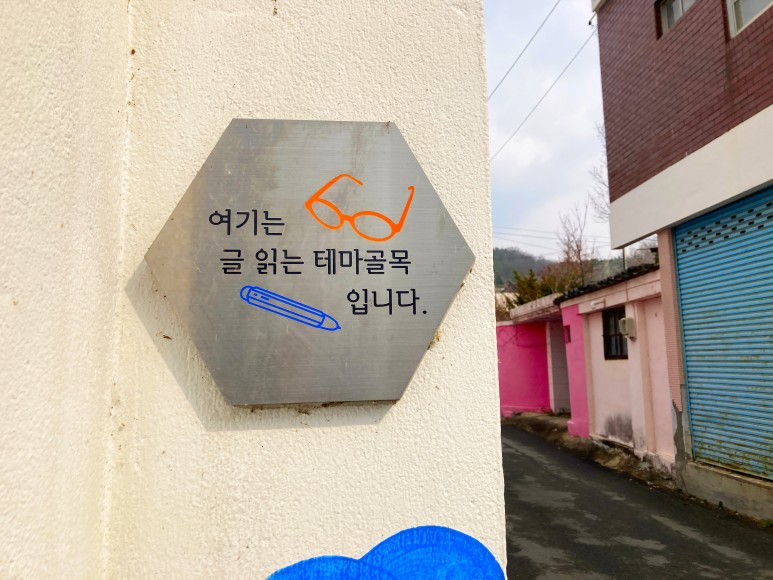 여기는
글 읽는 테마골목
입니다.